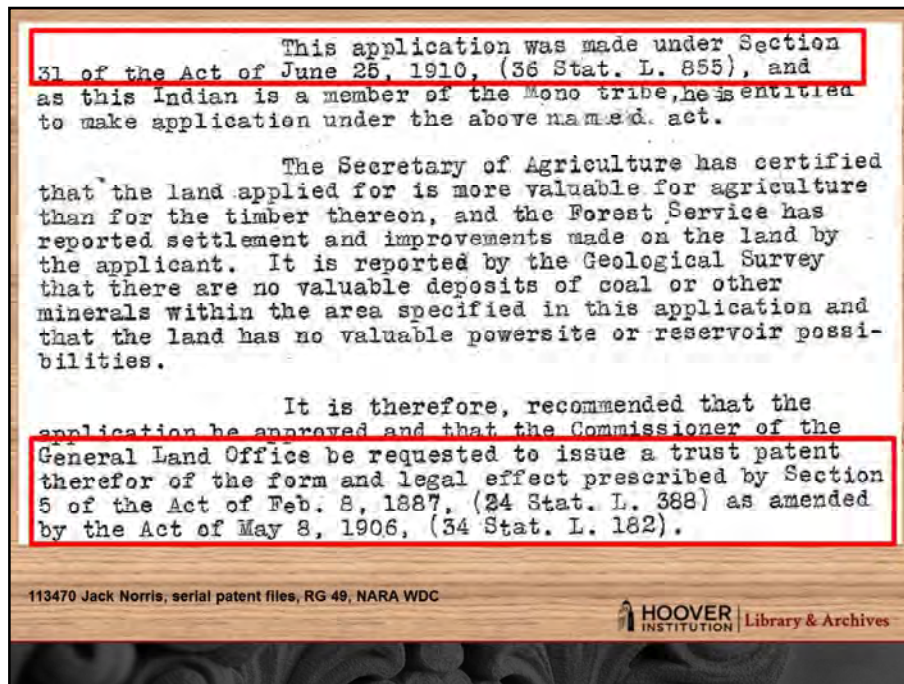 This application was made under Section
31 of the Act of June 25, 1910, (36 Stat. L. 855), and
as this Indian is a member of the Mono tribe, he is entitled
to make application under the above named. act.
The Secretary of Agriculture has certified
that the land applied for is more valuable for agriculture
than for the timber thereon, and the Forest Service has
reported settlement and improvements made on the land by
the applicant. It is reported by the Geological Survey
that there are no valuable deposits of coal or other
minerals within the area specified in this application and
that the land has no valuable powersite or reservoir possi-
bilities.
It is therefore, recommended that the
application be approved and that the Commissioner of the
General Land Office be requested to issue a trust patent
therefor of the form and legal effect prescribed by Section
5 of the Act of Feb. 8, 1887, (24 Stat. L. 388) as amended
by the Act of May 8, 1906, (34 Stat. L. 182).
113470 Jack Norris, serial patent files, RG 49, NARA WDC
HOOVER INSTITUTION | Library & Archives